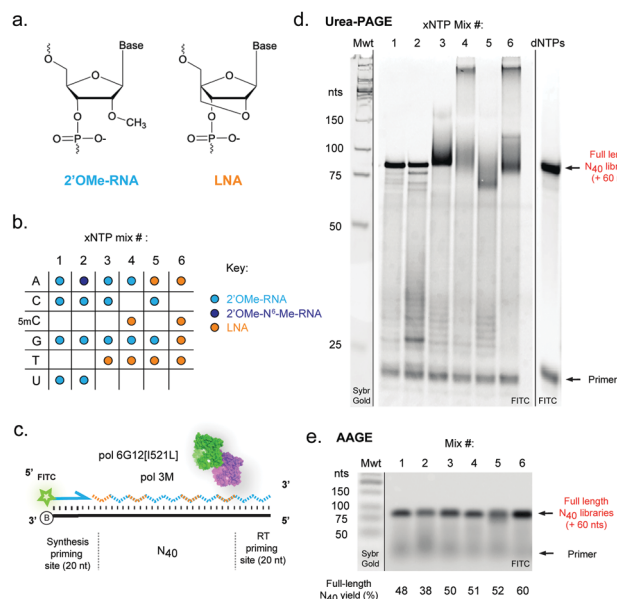 a.
Base
O
O
O
O
CH₃
O=P-O-
2'OMe-RNA
Base
O
O
O
O
O=P-O-
LNA
b.
xNTP mix # :
1 2 3 4 5 6
A
C
5mC
G
T
U
Key:
2'OMe-RNA
2'OMe-N⁶-Me-RNA
LNA
c.
pol 6G12[I521L]
pol 3M
5'
FITC
3'
3'
B
5'
Synthesis
priming
site (20 nt)
N₄₀
RT
priming
site (20 nt)
d. Urea-PAGE
xNTP Mix #:
Mwt 1 2 3 4 5 6 dNTPs
nts
150
100
75
50
25
Full len
N₄₀ libr
(+ 60
Primer
Sybr
Gold
FITC
FITC
e. AAGE
Mix #:
nts Mwt 1 2 3 4 5 6
150
100
75
50
Full length
N₄₀ libraries
(+ 60 nts)
Primer
Sybr
Gold
FITC
Full-length
N₄₀ yield (%)
48 38 50 51 52 60